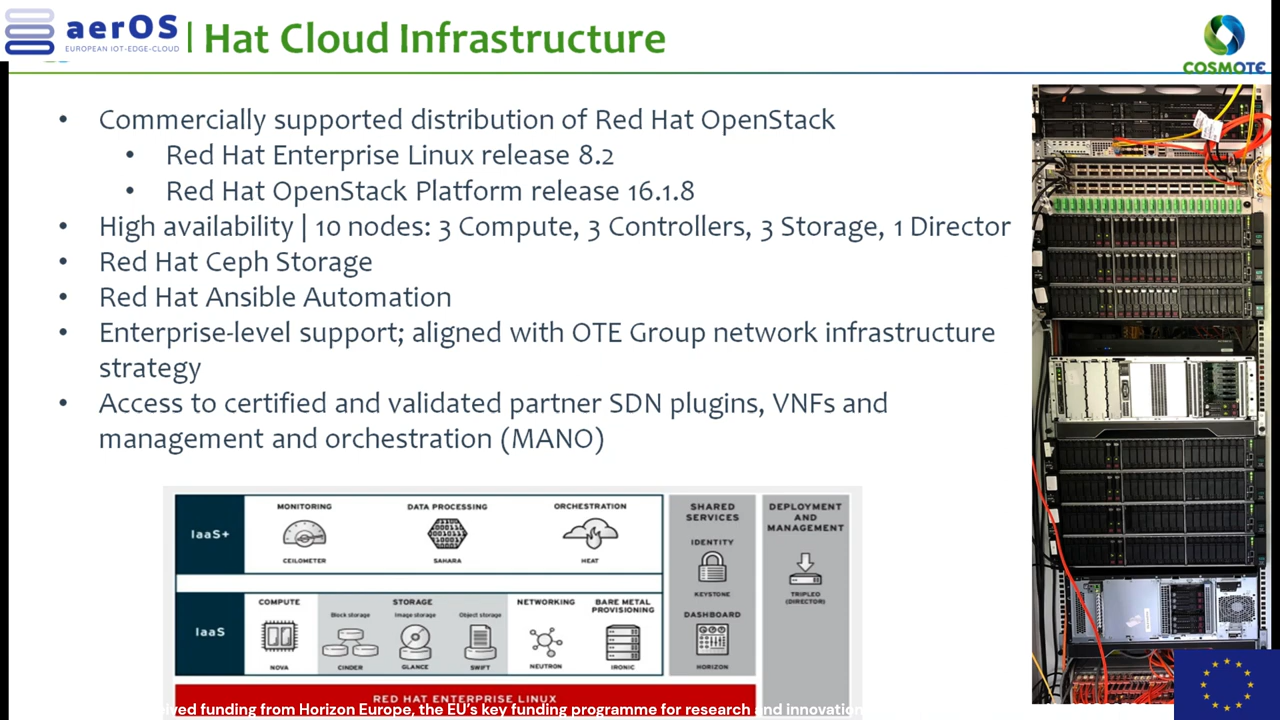 aerOS
EUROPEAN IOT-EDGE-CLOUD
| Hat Cloud Infrastructure
COSMOTE
• Commercially supported distribution of Red Hat OpenStack
• Red Hat Enterprise Linux release 8.2
• Red Hat OpenStack Platform release 16.1.8
• High availability | 10 nodes: 3 Compute, 3 Controllers, 3 Storage, 1 Director
• Red Hat Ceph Storage
• Red Hat Ansible Automation
• Enterprise-level support; aligned with OTE Group network infrastructure
strategy
• Access to certified and validated partner SDN plugins, VNFs and
management and orchestration (MANO)
IaaS+
MONITORING
CEILOMETER
DATA PROCESSING
SAHARA
ORCHESTRATION
HEAT
IaaS
COMPUTE
NOVA
STORAGE
Block storage
CINDER
Image storage
GLANCE
Object storage
SWIFT
NETWORKING
NEUTRON
BARE METAL
PROVISIONING
IRONIC
SHARED
SERVICES
IDENTITY
KEYSTONE
DASHBOARD
HORIZON
DEPLOYMENT
AND
MANAGEMENT
TRIPLEO
(DIRECTOR)
RED HAT ENTERPRISE LINUX
ived funding from Horizon Europe, the EU's key funding programme for research and innovation